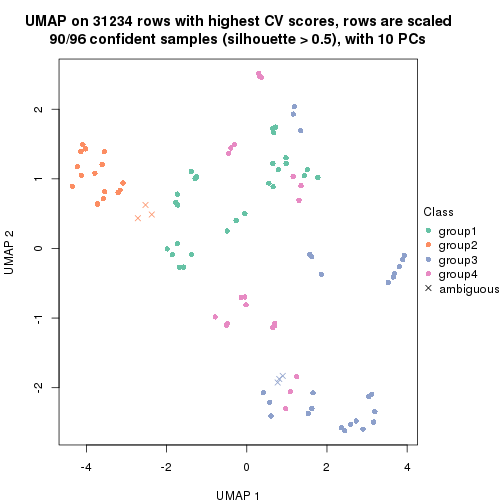 UMAP on 31234 rows with highest CV scores, rows are scaled
90/96 confident samples (silhouette > 0.5), with 10 PCs
2
1
0
-1
-2
UMAP 2
-4
-2
0
2
4
UMAP 1
Class
group1
group2
group3
group4
ambiguous